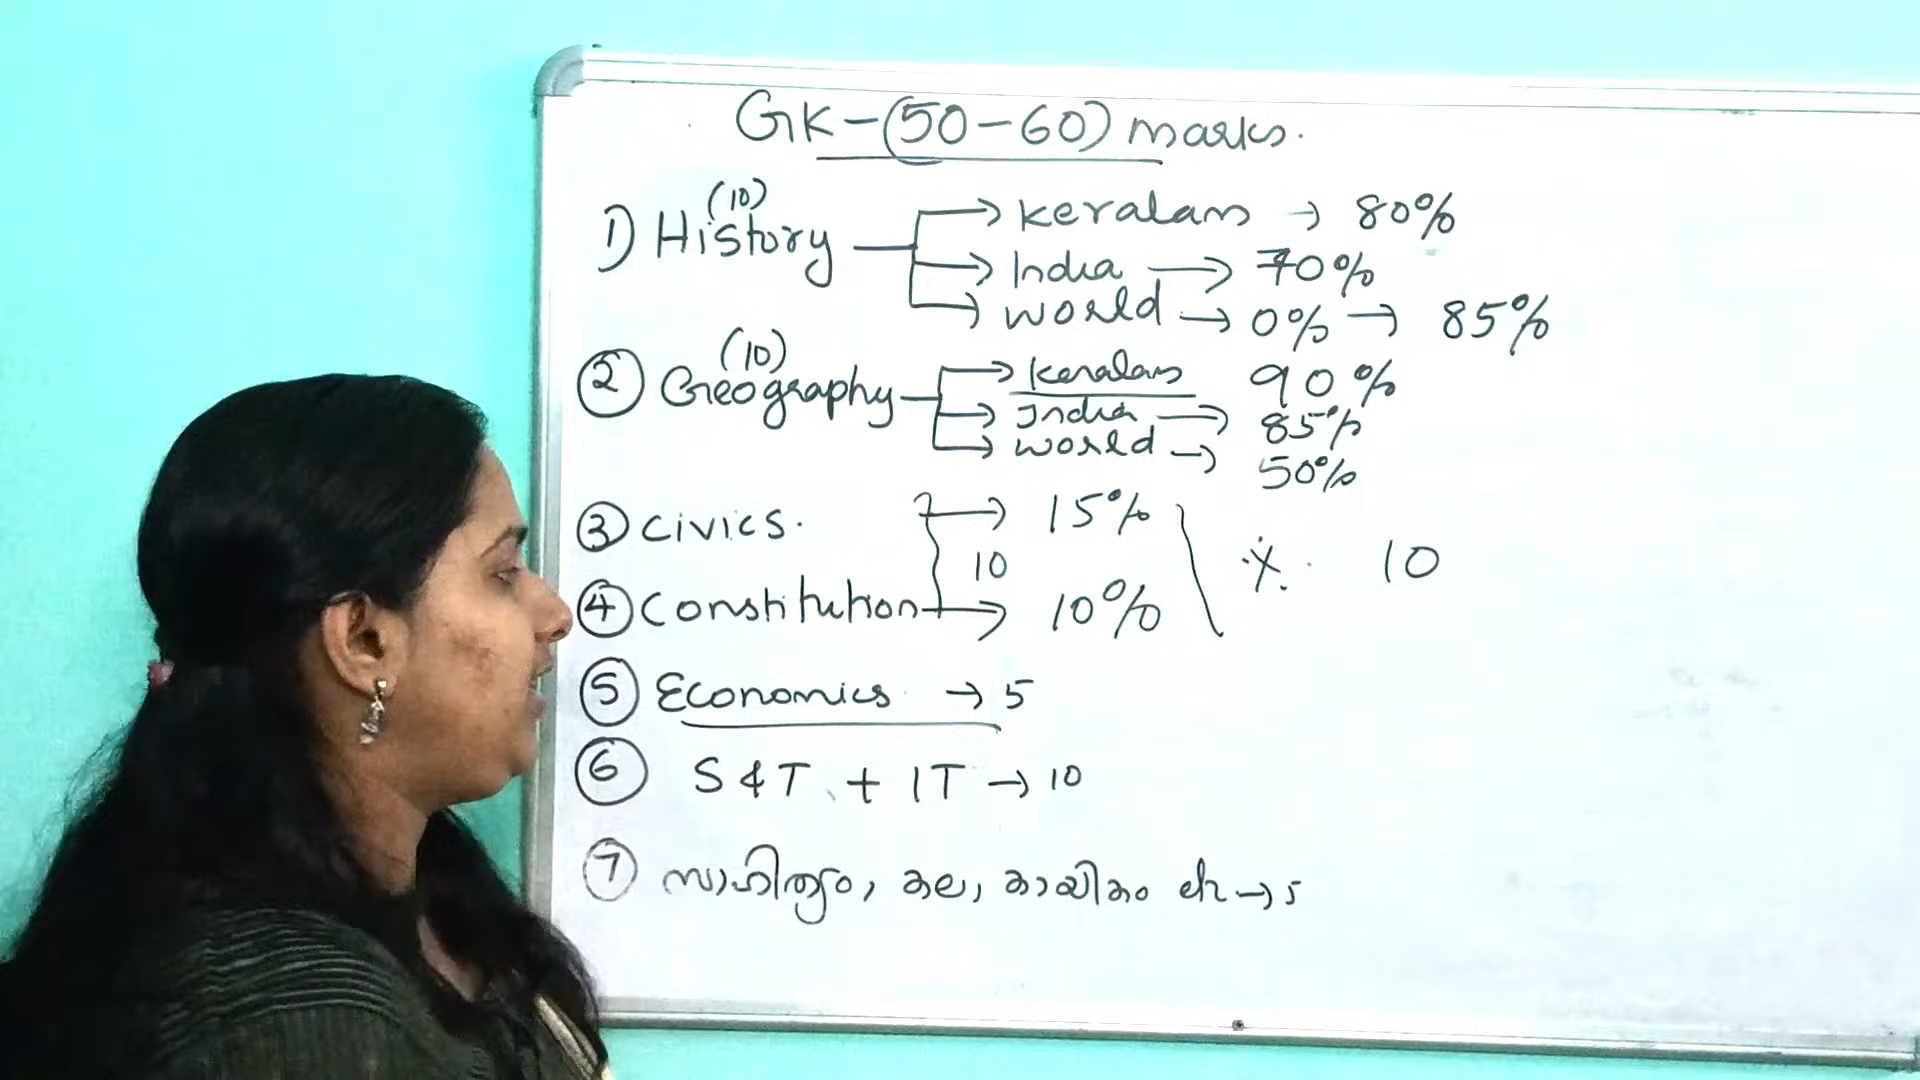 GK - (50-60) marks.
1) History (10) → Keralam → 80%
→ India → 70%
→ World → 0% → 85%
② Geography (10) → Keralam 90%
→ India → 85%
→ World → 50%
③ Civics. → 15%
10 10
④ Constitution → 10%
⑤ Economics → 5
⑥ S & T + IT → 10
⑦ സാഹിത്യം, കല, കായികം etc → 5